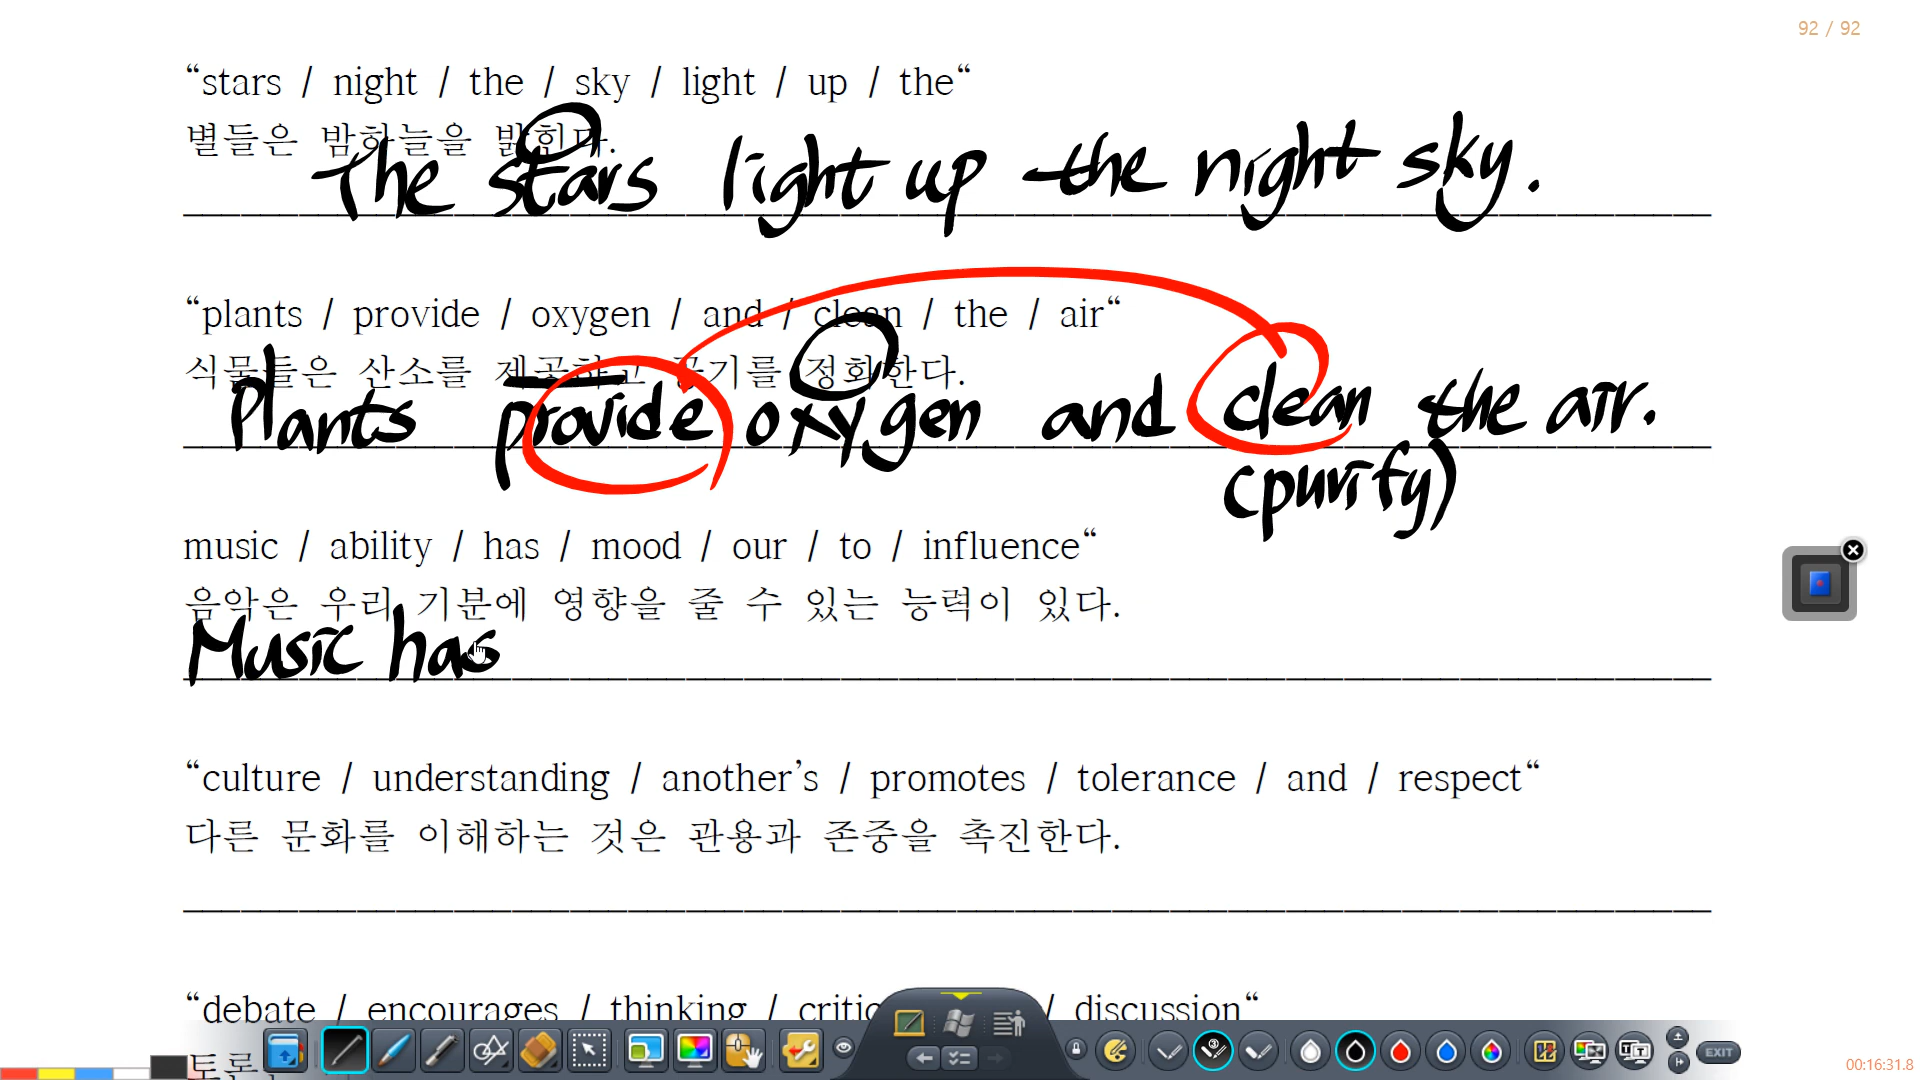 92 / 92
“stars / night / the / sky / light / up / the“
별들은 밤하늘을 밝힌다.
The stars light up the night sky.
“plants / provide / oxygen / and / clean / the / air“
식물들은 산소를 제공하고 공기를 정화한다.
Plants provide oxygen and clean the air.
(purify)
music / ability / has / mood / our / to / influence“
음악은 우리 기분에 영향을 줄 수 있는 능력이 있다.
Music has
“culture / understanding / another’s / promotes / tolerance / and / respect“
다른 문화를 이해하는 것은 관용과 존중을 촉진한다.
“debate / encourages / thinking / critic / discussion“
토론
EXIT
00:16:31.8